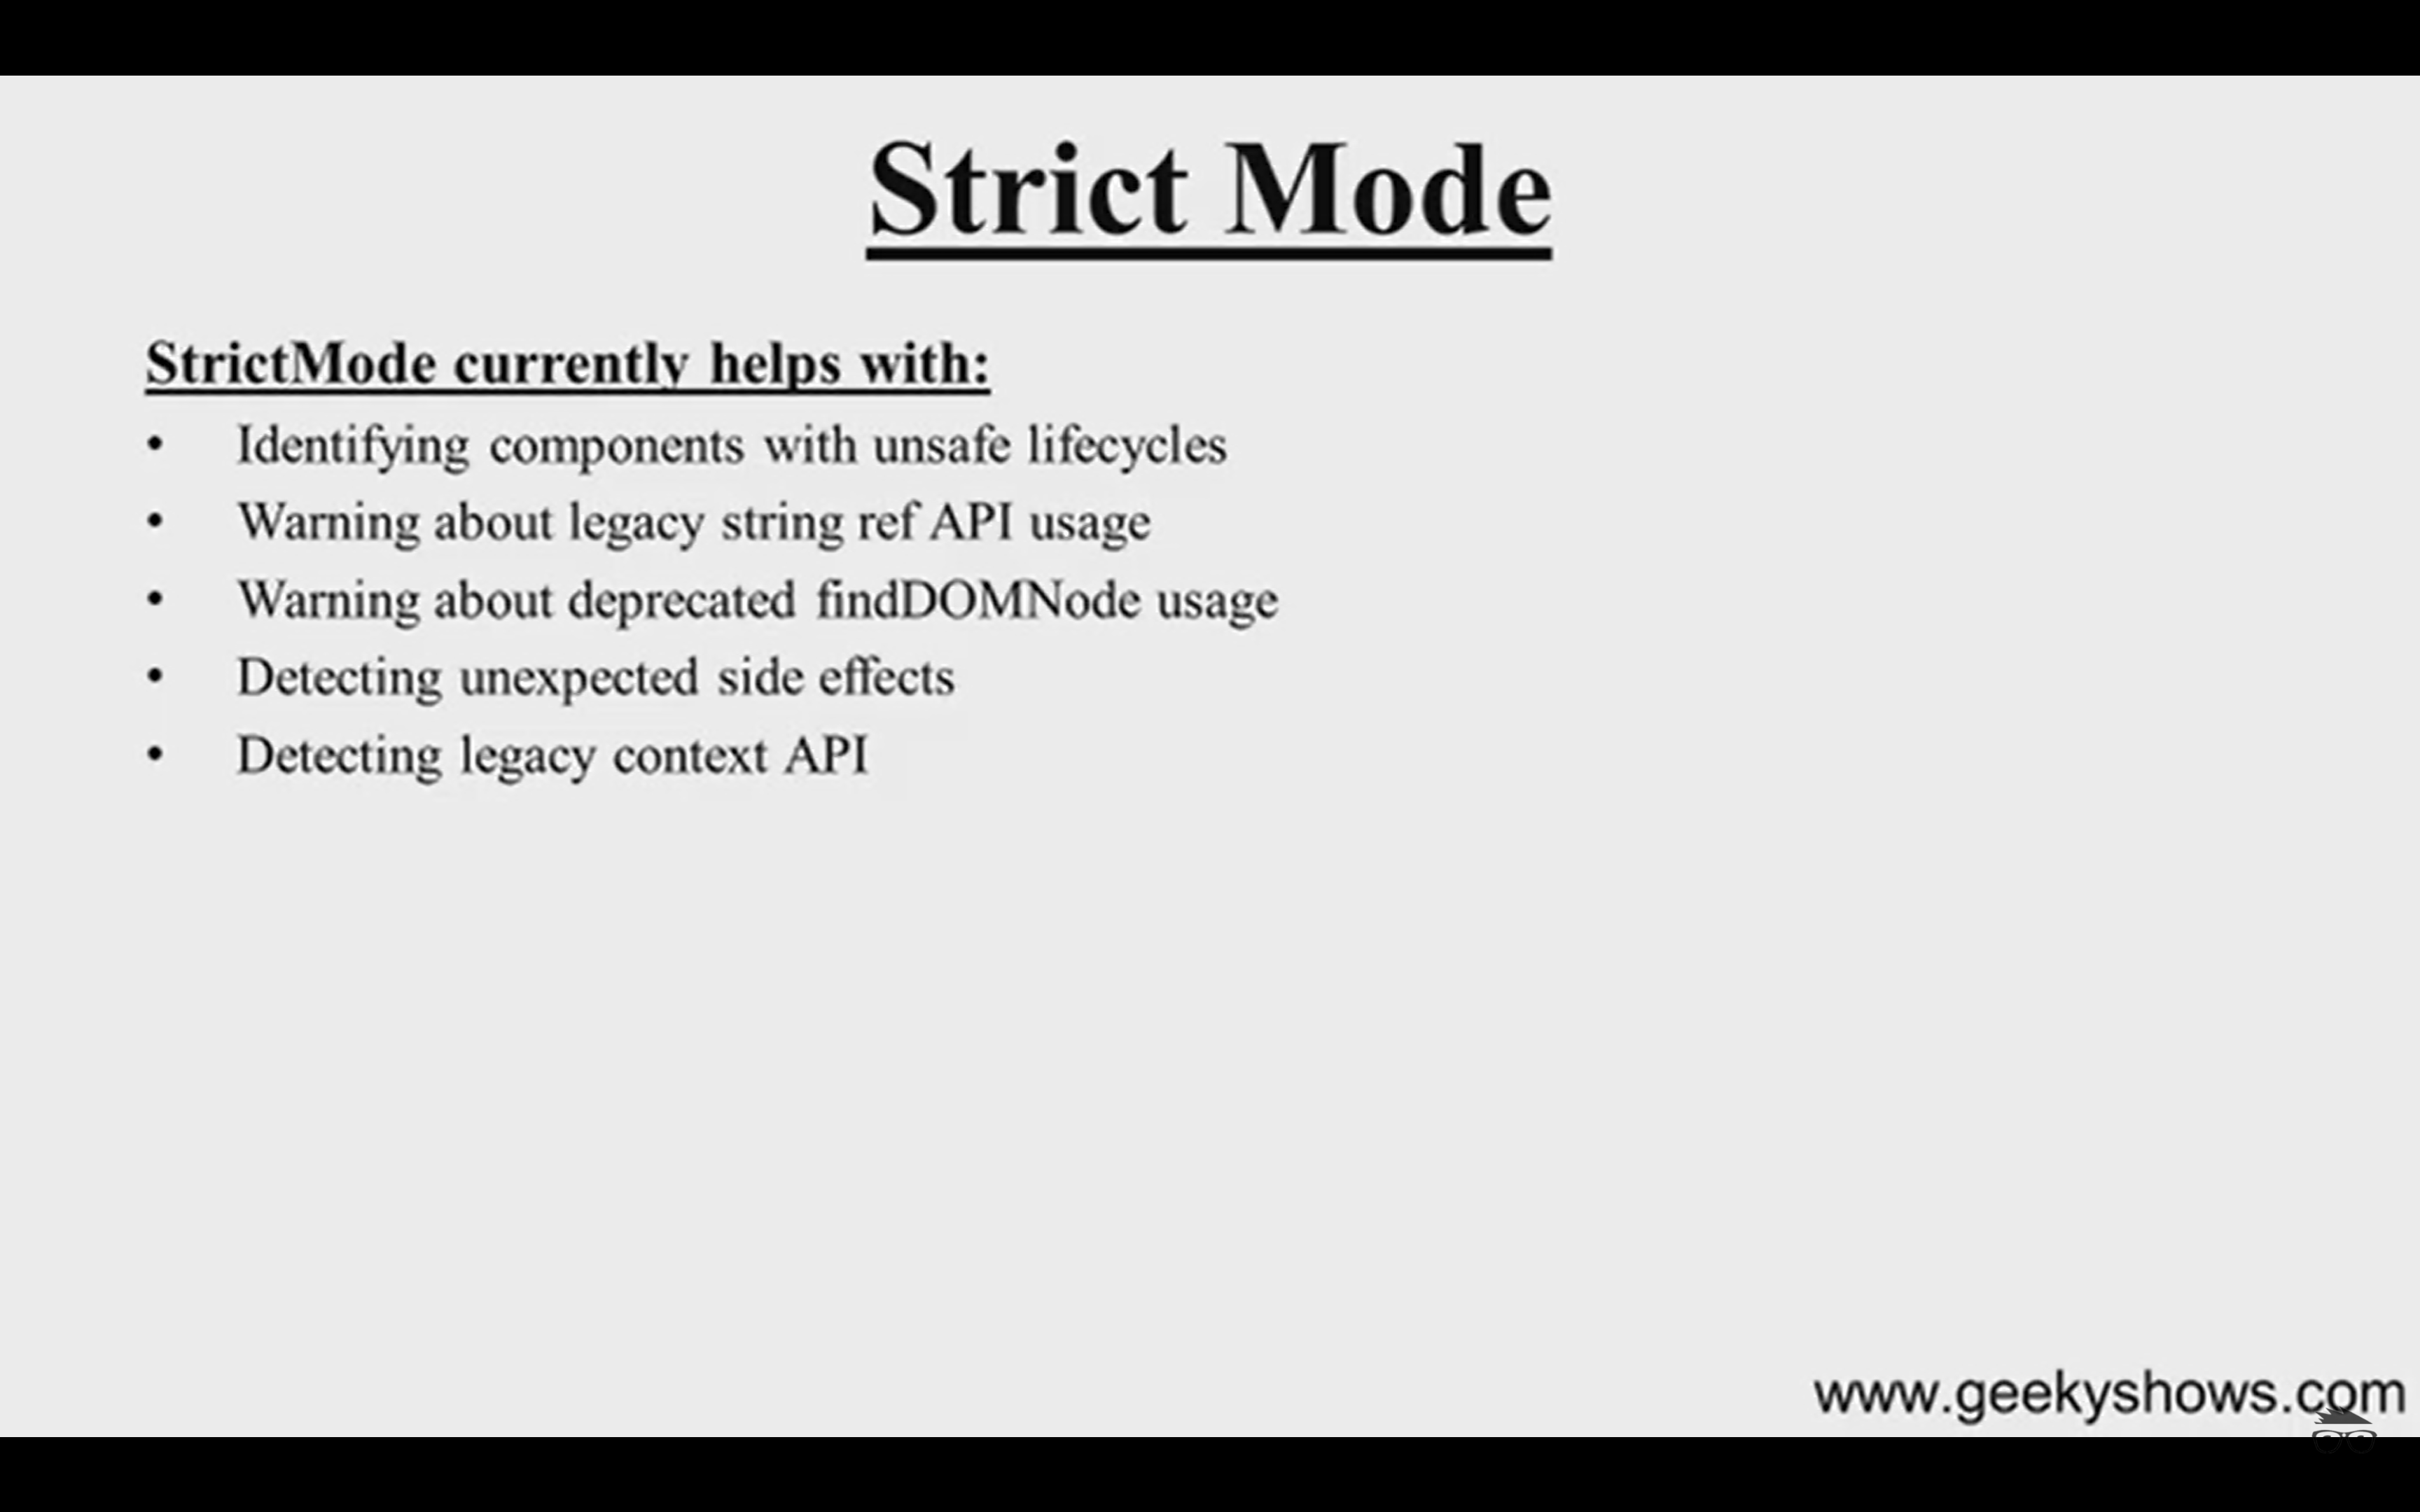 Strict Mode
StrictMode currently helps with:
• Identifying components with unsafe lifecycles
• Warning about legacy string ref API usage
• Warning about deprecated findDOMNode usage
• Detecting unexpected side effects
• Detecting legacy context API
www.geekyshows.com